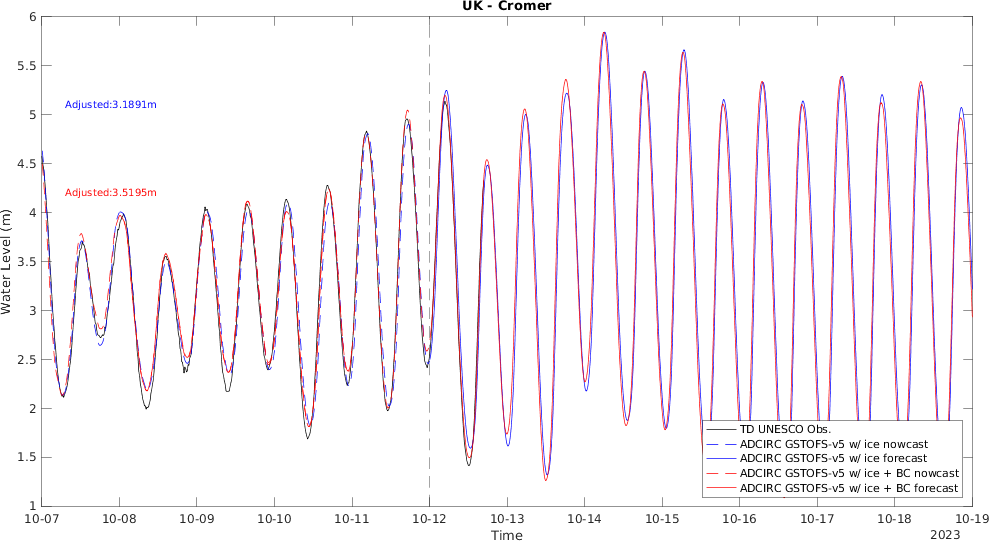 UK - Cromer
6
5.5
5
4.5
4
3.5
3
2.5
2
1.5
1
Water Level (m)
Adjusted:3.1891m
Adjusted:3.5195m
TD UNESCO Obs.
ADCIRC GSTOFS-v5 w/ ice nowcast
ADCIRC GSTOFS-v5 w/ ice forecast
ADCIRC GSTOFS-v5 w/ ice + BC nowcast
ADCIRC GSTOFS-v5 w/ ice + BC forecast
10-07 10-08 10-09 10-10 10-11 10-12 10-13 10-14 10-15 10-16 10-17 10-18 10-19
Time
2023